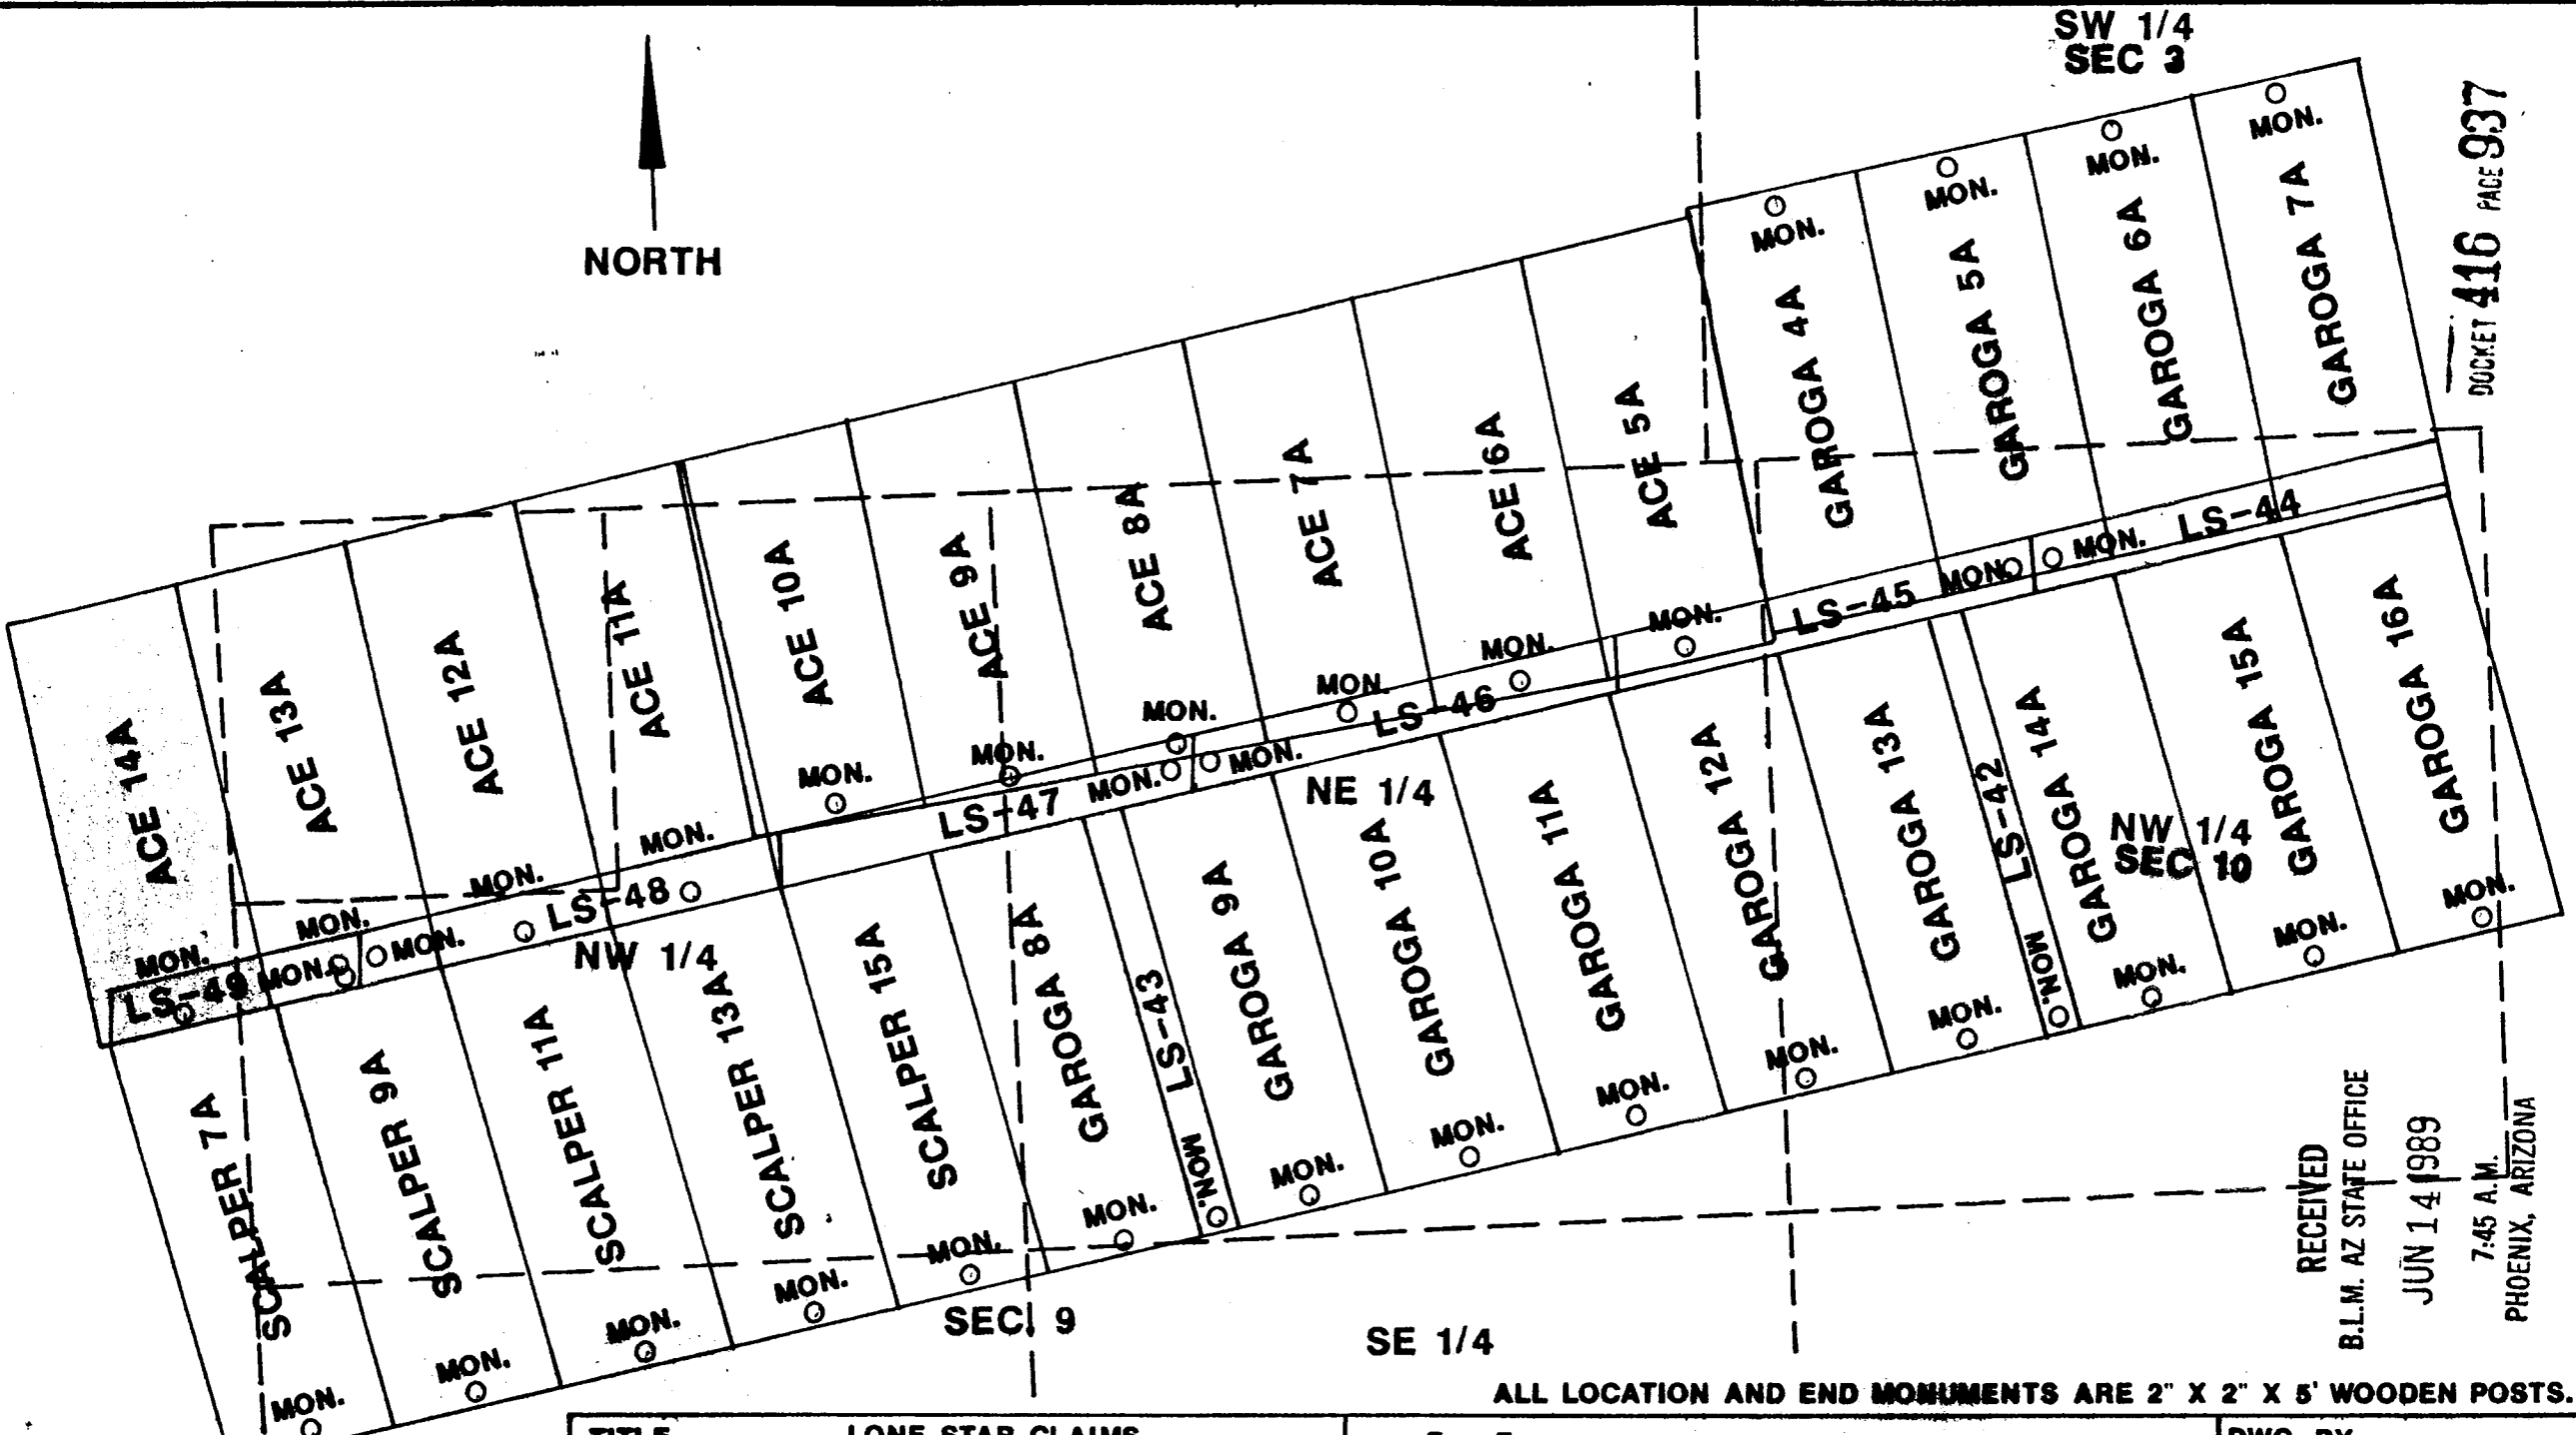 SW 1/4
SEC 3
NORTH
DOCKET 416 PAGE 937
MON.
MON.
MON.
MON.
GAROGA 4A
GAROGA 5A
GAROGA 6A
GAROGA 7A
ACE 14A
ACE 13A
ACE 12A
ACE 11A
ACE 10A
ACE 9A
ACE 8A
ACE 7A
ACE 6A
ACE 5A
MON.
MON.
MON.
MON.
MON.
MON.
MON.
MON.
MON.
MON.
LS-49
MON.
MON.
LS-48
LS-47
MON.
MON.
LS-46
LS-45
MON.
MON.
LS-44
NW 1/4
NE 1/4
NW 1/4
SEC 10
SCALPER 7A
SCALPER 9A
SCALPER 11A
SCALPER 13A
SCALPER 15A
GAROGA 8A
LS-43
MON.
GAROGA 9A
GAROGA 10A
GAROGA 11A
GAROGA 12A
GAROGA 13A
LS-42
MON.
GAROGA 14A
GAROGA 15A
GAROGA 16A
MON.
MON.
MON.
MON.
MON.
MON.
MON.
MON.
MON.
MON.
MON.
MON.
MON.
MON.
SEC 9
SE 1/4
RECEIVED
B.L.M. AZ STATE OFFICE
JUN 14 1989
7:45 A.M.
PHOENIX, ARIZONA
ALL LOCATION AND END MONUMENTS ARE 2" X 2" X 5' WOODEN POSTS.
TITLE LONE STAR CLAIMS
DWG. BY